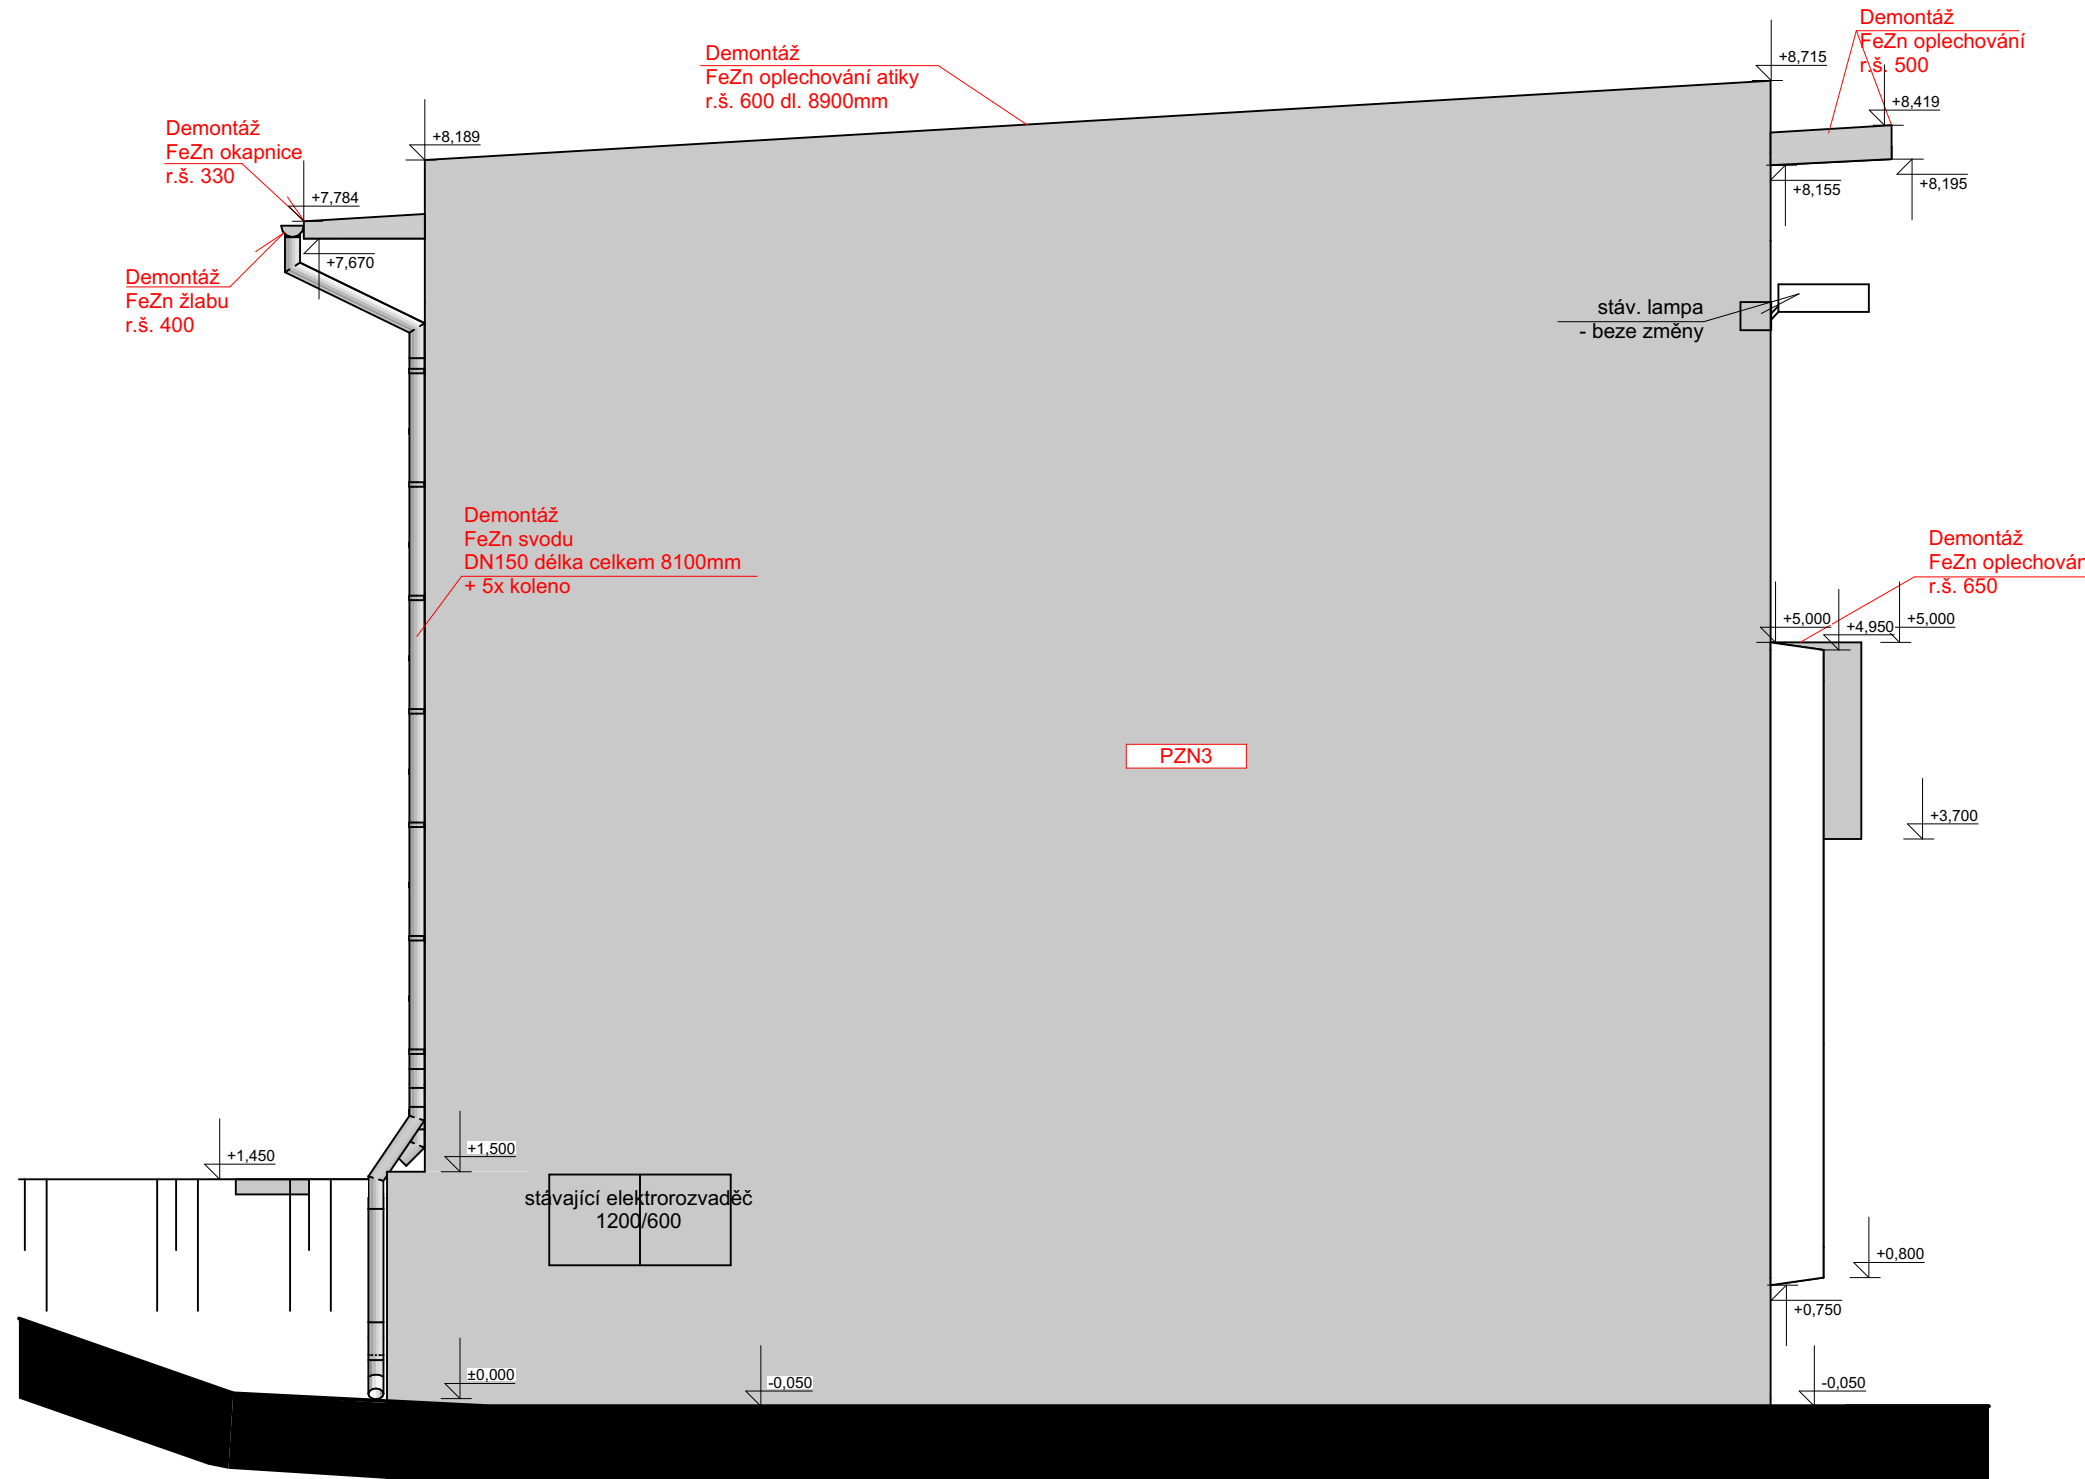 Demontáž
FeZn oplechování
r.š. 500
Demontáž
FeZn oplechování atiky
r.š. 600 dl. 8900mm
+8,715
+8,419
Demontáž
FeZn okapnice
r.š. 330
+8,189
+8,155
+8,195
+7,784
+7,670
Demontáž
FeZn žlabu
r.š. 400
stáv. lampa
- beze změny
Demontáž
FeZn svodu
DN150 délka celkem 8100mm
+ 5x koleno
Demontáž
FeZn oplechován
r.š. 650
+5,000
+4,950
+5,000
PZN3
+3,700
+1,450
+1,500
stávající elektrorozvaděč
1200/600
+0,800
+0,750
±0,000
-0,050
-0,050